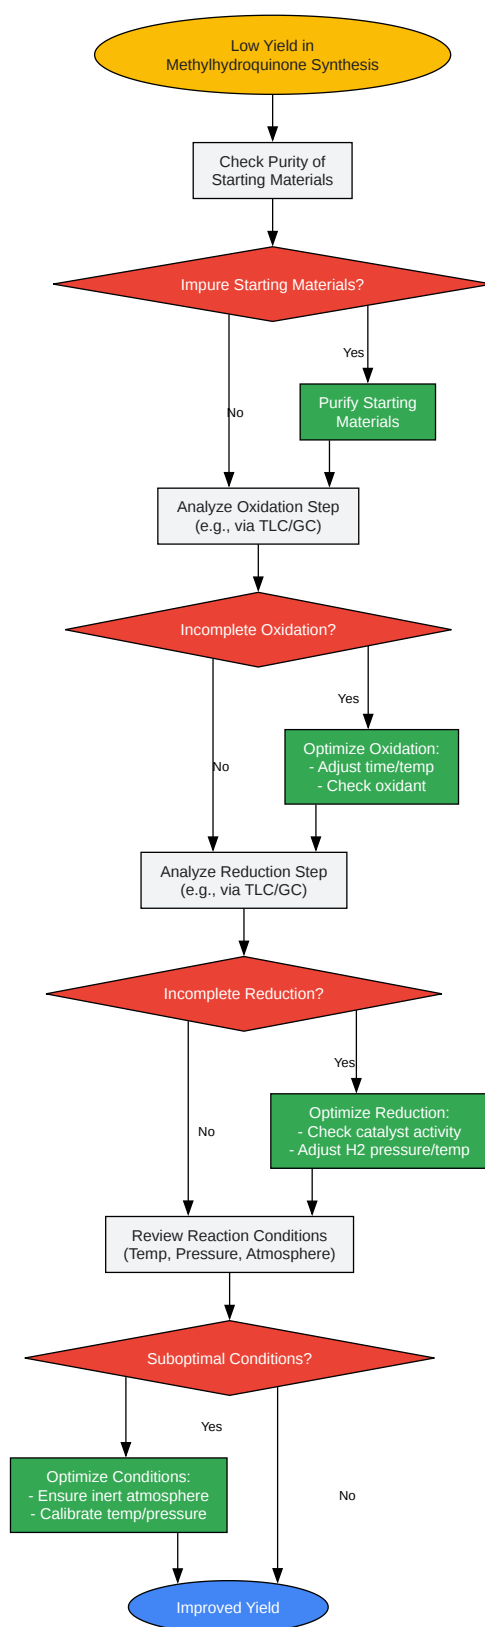 Low Yield in
Methylhydroquinone Synthesis
Check Purity of
Starting Materials
Impure Starting Materials?
Yes
Purify Starting
Materials
No
Analyze Oxidation Step
(e.g., via TLC/GC)
Incomplete Oxidation?
Yes
Optimize Oxidation:
- Adjust time/temp
- Check oxidant
No
Analyze Reduction Step
(e.g., via TLC/GC)
Incomplete Reduction?
Yes
Optimize Reduction:
- Check catalyst activity
- Adjust H2 pressure/temp
No
Review Reaction Conditions
(Temp, Pressure, Atmosphere)
Suboptimal Conditions?
Yes
Optimize Conditions:
- Ensure inert atmosphere
- Calibrate temp/pressure
No
Improved Yield